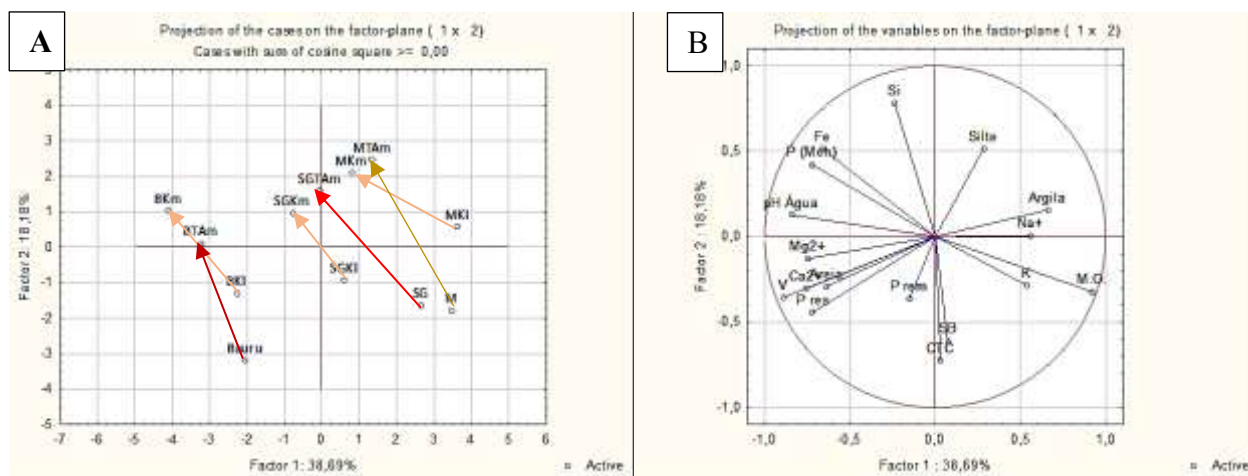 A
Projection of the cases on the factor-plane ( 1 x 2)
Cases with sum of cosine square >= 0,00
5
4
3
2
1
0
-1
-2
-3
-4
-5
Factor 2: 18,18%
MTAm
MKm
SGTAm
BKm
SGKm
MKI
BTAm
SGKI
BKI
SG
M
Bauru
-7 -6 -5 -4 -3 -2 -1 0 1 2 3 4 5 6
Factor 1: 38,69%
Active
B
Projection of the variables on the factor-plane ( 1 x 2)
1,0
0,5
0,0
-0,5
-1,0
Factor 2 : 18,18%
Si
Fe
Silte
P (Meh)
pH Água
Argila
Na+
Mg2+
Ca2+
Areia
K
M.O.
V
P rem
P res
SB
CTC
-1,0 -0,5 0,0 0,5 1,0
Factor 1 : 38,69%
Active